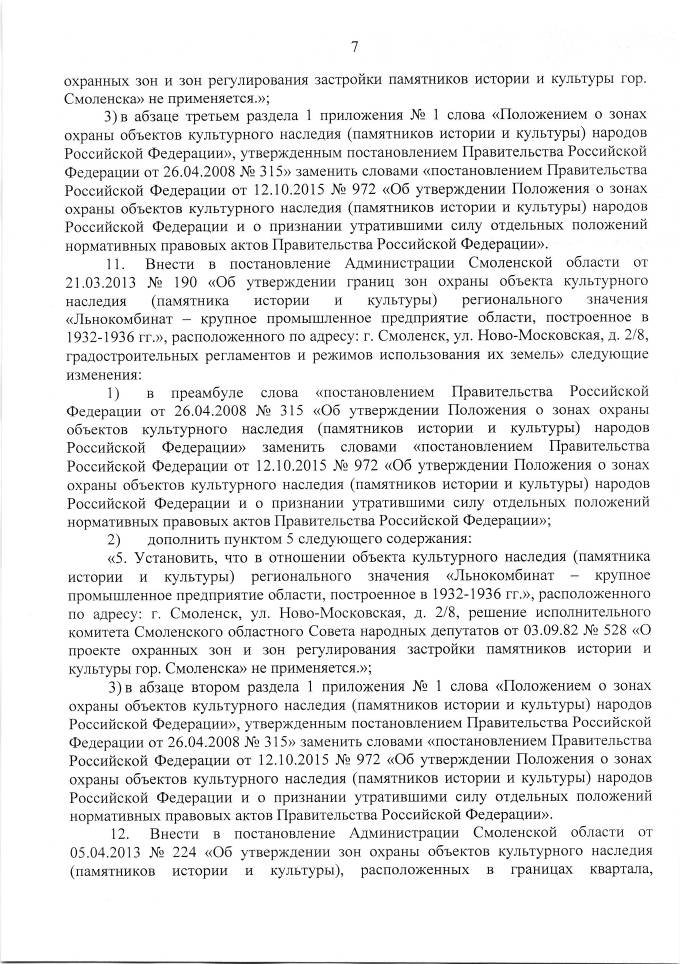 7
охранных зон и зон регулирования застройки памятников истории и культуры гор.
Смоленска» не применяется.»;
3) в абзаце третьем раздела 1 приложения № 1 слова «Положением о зонах
охраны объектов культурного наследия (памятников истории и культуры) народов
Российской Федерации», утвержденным постановлением Правительства Российской
Федерации от 26.04.2008 № 315» заменить словами «постановлением Правительства
Российской Федерации от 12.10.2015 № 972 «Об утверждении Положения о зонах
охраны объектов культурного наследия (памятников истории и культуры) народов
Российской Федерации и о признании утратившими силу отдельных положений
нормативных правовых актов Правительства Российской Федерации».
11. Внести в постановление Администрации Смоленской области от
21.03.2013 № 190 «Об утверждении границ зон охраны объекта культурного
наследия (памятника истории и культуры) регионального значения
«Льнокомбинат – крупное промышленное предприятие области, построенное в
1932-1936 гг.», расположенного по адресу: г. Смоленск, ул. Ново-Московская, д. 2/8,
градостроительных регламентов и режимов использования их земель» следующие
изменения:
1) в преамбуле слова «постановлением Правительства Российской
Федерации от 26.04.2008 № 315 «Об утверждении Положения о зонах охраны
объектов культурного наследия (памятников истории и культуры) народов
Российской Федерации» заменить словами «постановлением Правительства
Российской Федерации от 12.10.2015 № 972 «Об утверждении Положения о зонах
охраны объектов культурного наследия (памятников истории и культуры) народов
Российской Федерации и о признании утратившими силу отдельных положений
нормативных правовых актов Правительства Российской Федерации»;
2) дополнить пунктом 5 следующего содержания:
«5. Установить, что в отношении объекта культурного наследия (памятника
истории и культуры) регионального значения «Льнокомбинат – крупное
промышленное предприятие области, построенное в 1932-1936 гг.», расположенного
по адресу: г. Смоленск, ул. Ново-Московская, д. 2/8, решение исполнительного
комитета Смоленского областного Совета народных депутатов от 03.09.82 № 528 «О
проекте охранных зон и зон регулирования застройки памятников истории и
культуры гор. Смоленска» не применяется.»;
3) в абзаце втором раздела 1 приложения № 1 слова «Положением о зонах
охраны объектов культурного наследия (памятников истории и культуры) народов
Российской Федерации», утвержденным постановлением Правительства Российской
Федерации от 26.04.2008 № 315» заменить словами «постановлением Правительства
Российской Федерации от 12.10.2015 № 972 «Об утверждении Положения о зонах
охраны объектов культурного наследия (памятников истории и культуры) народов
Российской Федерации и о признании утратившими силу отдельных положений
нормативных правовых актов Правительства Российской Федерации».
12. Внести в постановление Администрации Смоленской области от
05.04.2013 № 224 «Об утверждении зон охраны объектов культурного наследия
(памятников истории и культуры), расположенных в границах квартала,